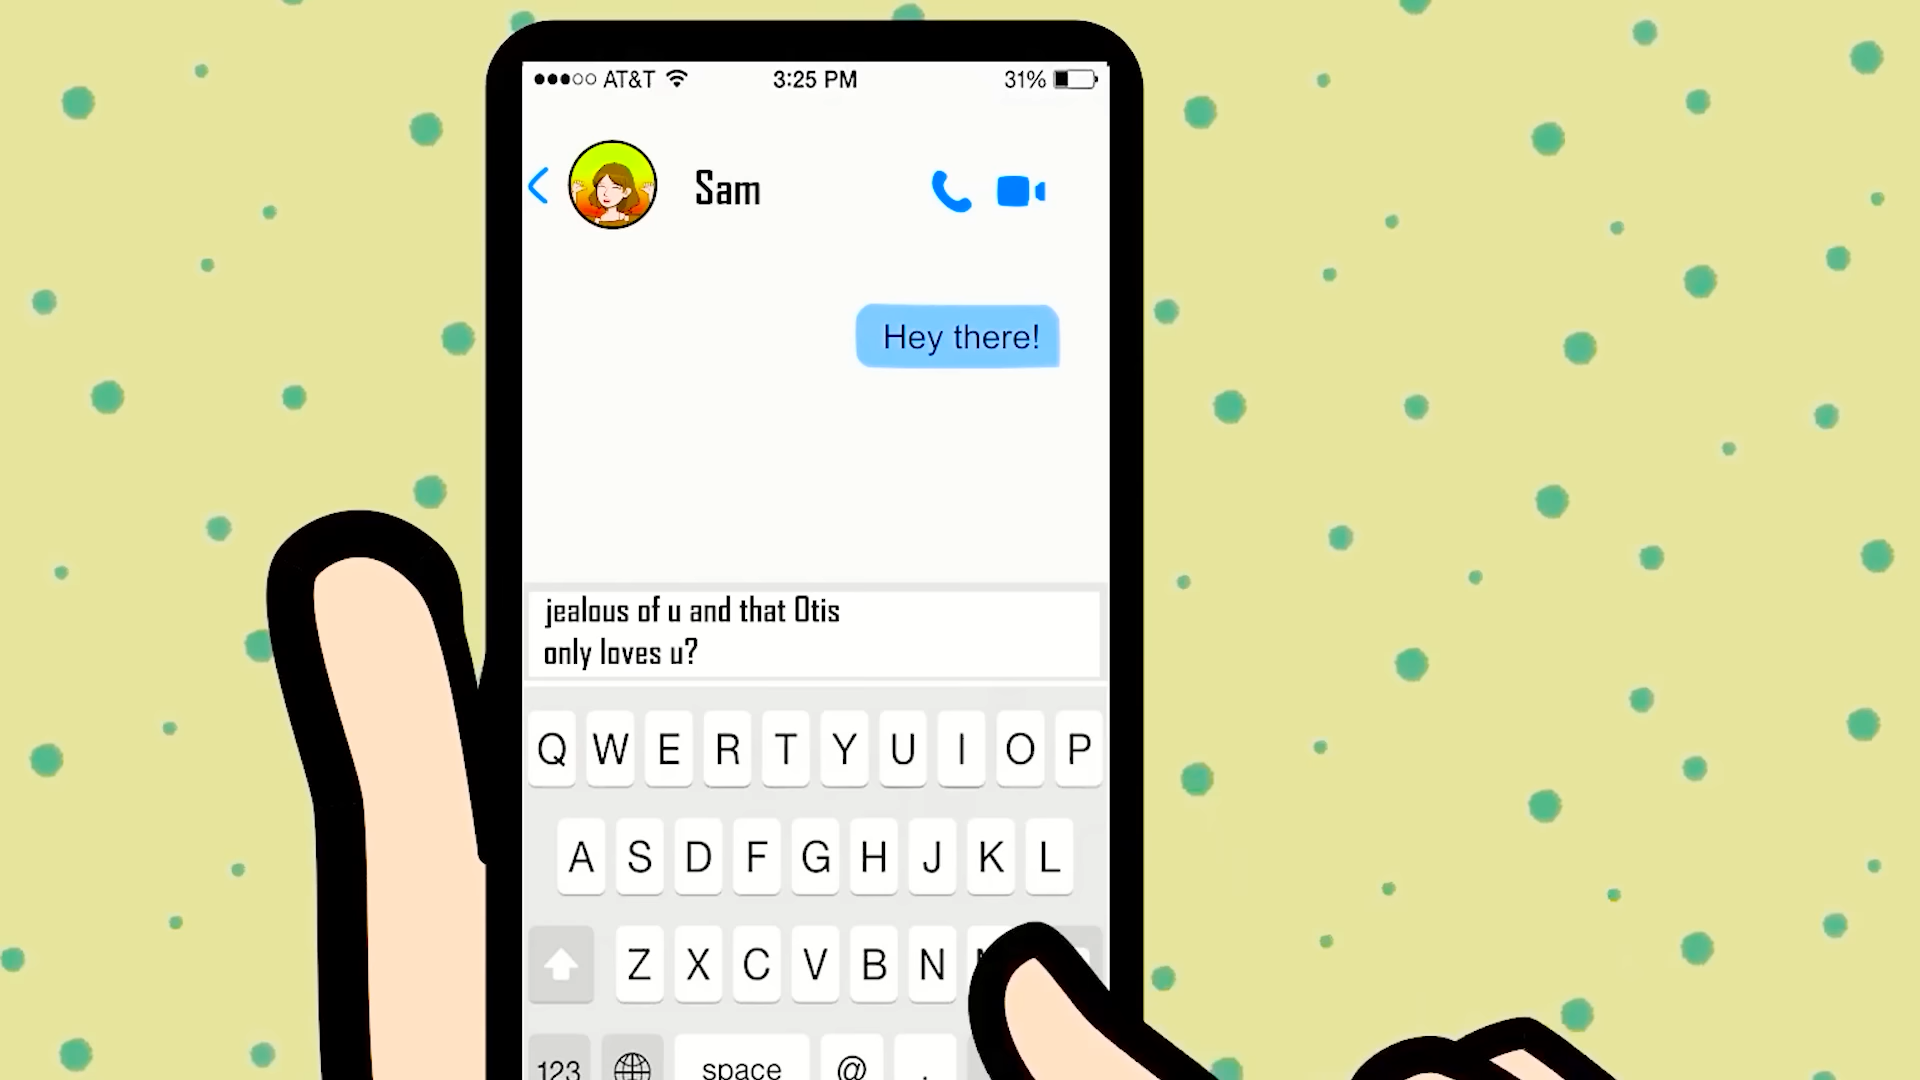 AT&T 3:25 PM 31%
Sam
Hey there!
jealous of u and that Otis
only loves u?
Q W E R T Y U I O P
A S D F G H J K L
Z X C V B N
123 space @ .